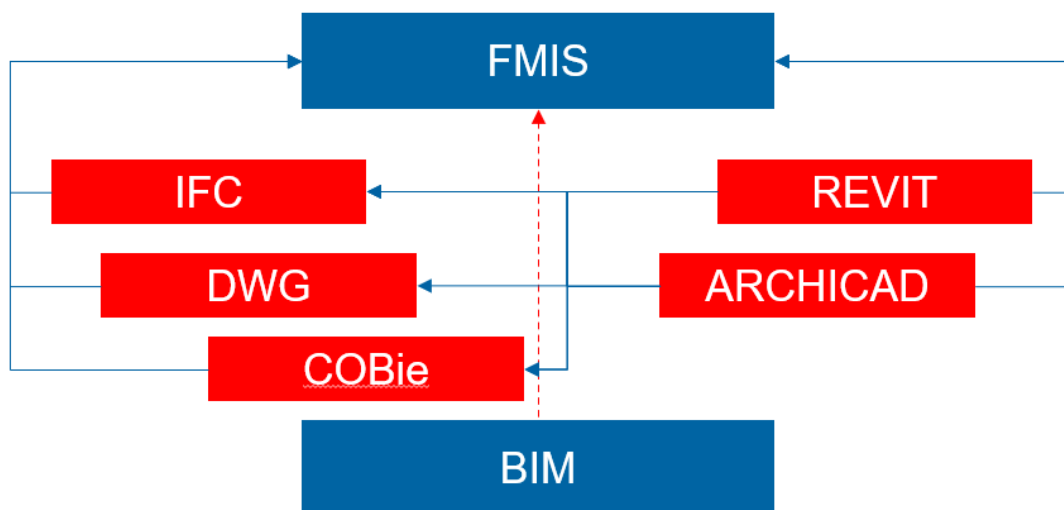 FMIS
IFC
REVIT
DWG
ARCHICAD
COBie
BIM